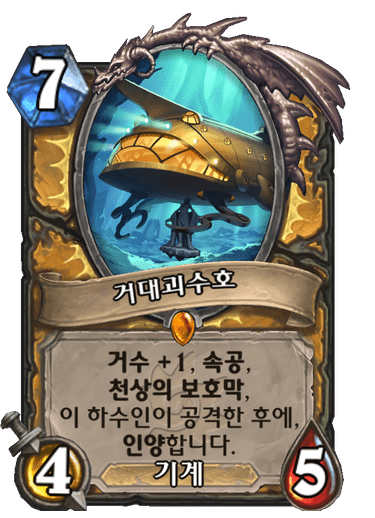 7
거대괴수호
거수 +1, 속공,
천상의 보호막,
이 하수인이 공격한 후에,
인양합니다.
4
기계
5